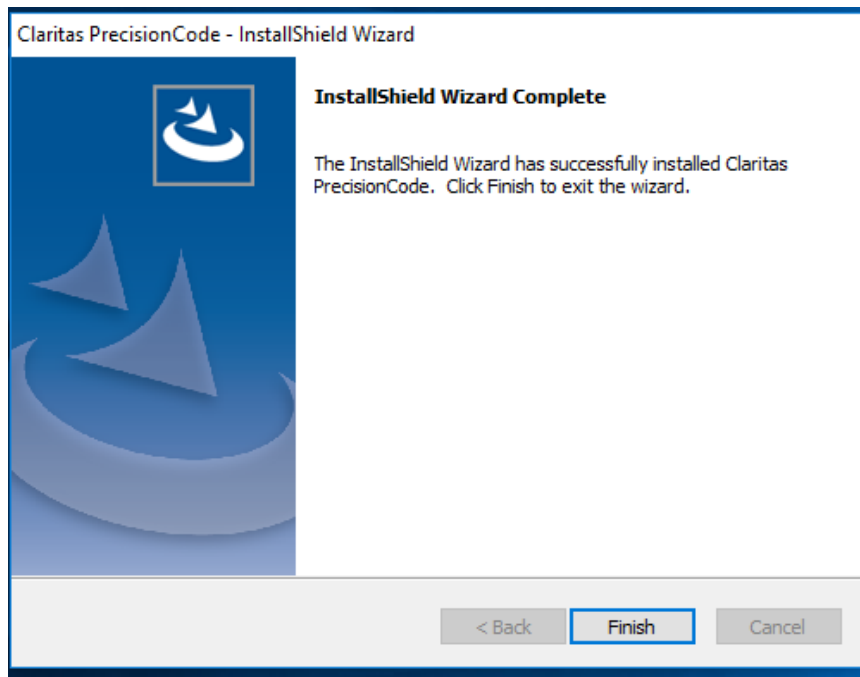 Claritas PrecisionCode - InstallShield Wizard
InstallShield Wizard Complete
The InstallShield Wizard has successfully installed Claritas
PrecisionCode.  Click Finish to exit the wizard.
< Back
Finish
Cancel